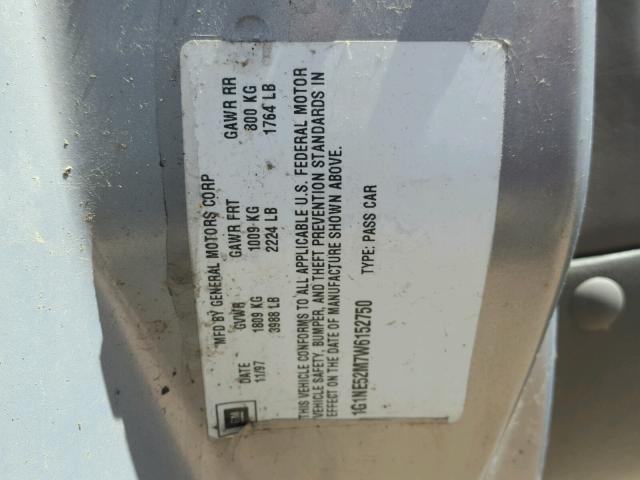 MFD BY GENERAL MOTORS CORP
DATE GVWR GAWR FRT GAWR RR
11/97 1809 KG 1009 KG 800 KG
3988 LB 2224 LB 1764 LB
THIS VEHICLE CONFORMS TO ALL APPLICABLE U.S. FEDERAL MOTOR
VEHICLE SAFETY, BUMPER, AND THEFT PREVENTION STANDARDS IN
EFFECT ON THE DATE OF MANUFACTURE SHOWN ABOVE.
1G1NE52M7W6152750 TYPE: PASS CAR
GM